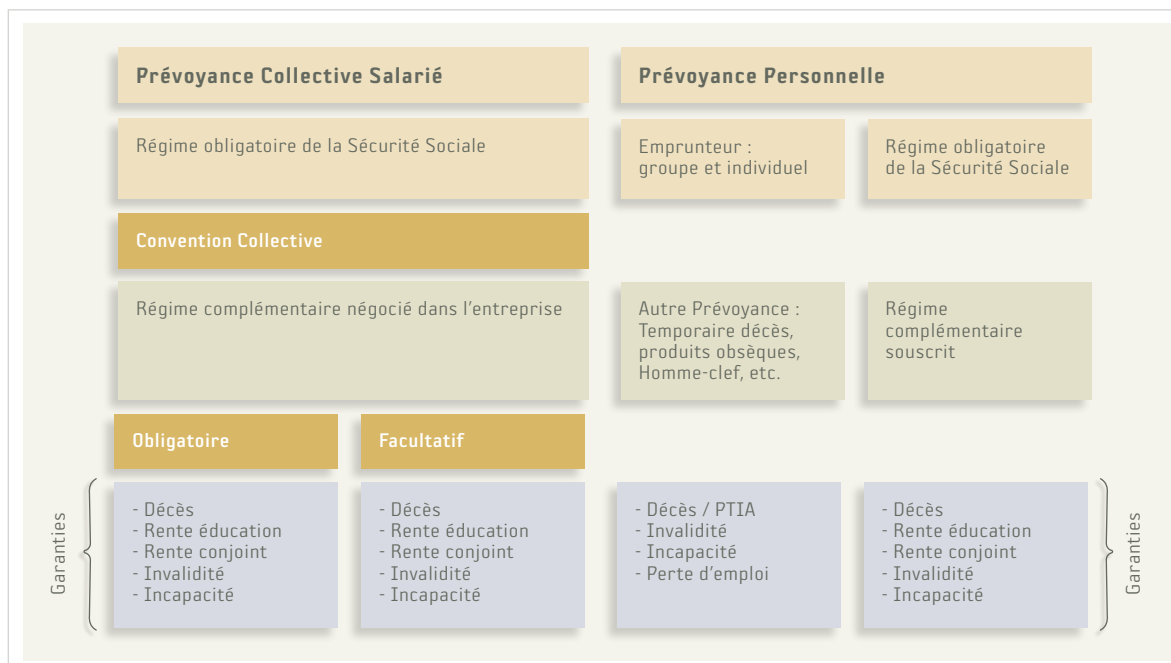 Prévoyance Collective Salarié
Prévoyance Personnelle
Régime obligatoire de la Sécurité Sociale
Emprunteur :
groupe et individuel
Régime obligatoire
de la Sécurité Sociale
Convention Collective
Régime complémentaire négocié dans l'entreprise
Autre Prévoyance :
Temporaire décès,
produits obsèques,
Homme-clef, etc.
Régime
complémentaire
souscrit
Obligatoire
Facultatif
Garanties
- Décès
- Rente éducation
- Rente conjoint
- Invalidité
- Incapacité
- Décès
- Rente éducation
- Rente conjoint
- Invalidité
- Incapacité
- Décès / PTIA
- Invalidité
- Incapacité
- Perte d'emploi
- Décès
- Rente éducation
- Rente conjoint
- Invalidité
- Incapacité
Garanties